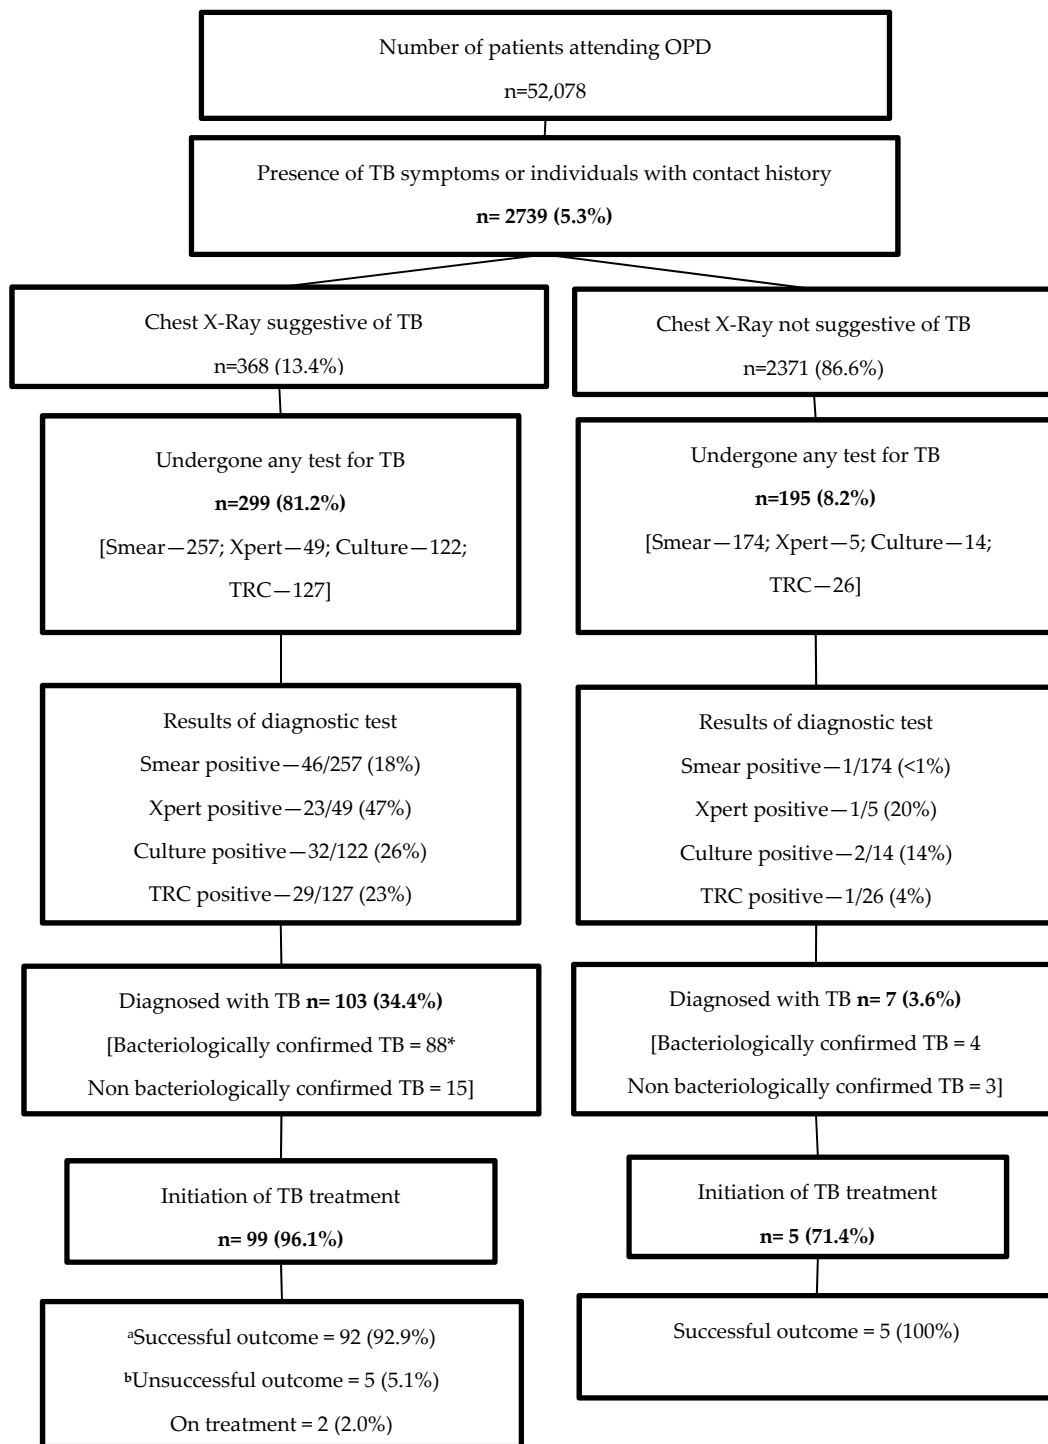 Number of patients attending OPD
n=52,078
Presence of TB symptoms or individuals with contact history
n= 2739 (5.3%)
Chest X-Ray suggestive of TB
n=368 (13.4%)
Chest X-Ray not suggestive of TB
n=2371 (86.6%)
Undergone any test for TB
n=299 (81.2%)
[Smear—257; Xpert—49; Culture—122;
TRC—127]
Undergone any test for TB
n=195 (8.2%)
[Smear—174; Xpert—5; Culture—14;
TRC—26]
Results of diagnostic test
Smear positive—46/257 (18%)
Xpert positive—23/49 (47%)
Culture positive—32/122 (26%)
TRC positive—29/127 (23%)
Results of diagnostic test
Smear positive—1/174 (<1%)
Xpert positive—1/5 (20%)
Culture positive—2/14 (14%)
TRC positive—1/26 (4%)
Diagnosed with TB n= 103 (34.4%)
[Bacteriologically confirmed TB = 88*
Non bacteriologically confirmed TB = 15]
Diagnosed with TB n= 7 (3.6%)
[Bacteriologically confirmed TB = 4
Non bacteriologically confirmed TB = 3]
Initiation of TB treatment
n= 99 (96.1%)
Initiation of TB treatment
n= 5 (71.4%)
ᵃSuccessful outcome = 92 (92.9%)
ᵇUnsuccessful outcome = 5 (5.1%)
On treatment = 2 (2.0%)
Successful outcome = 5 (100%)